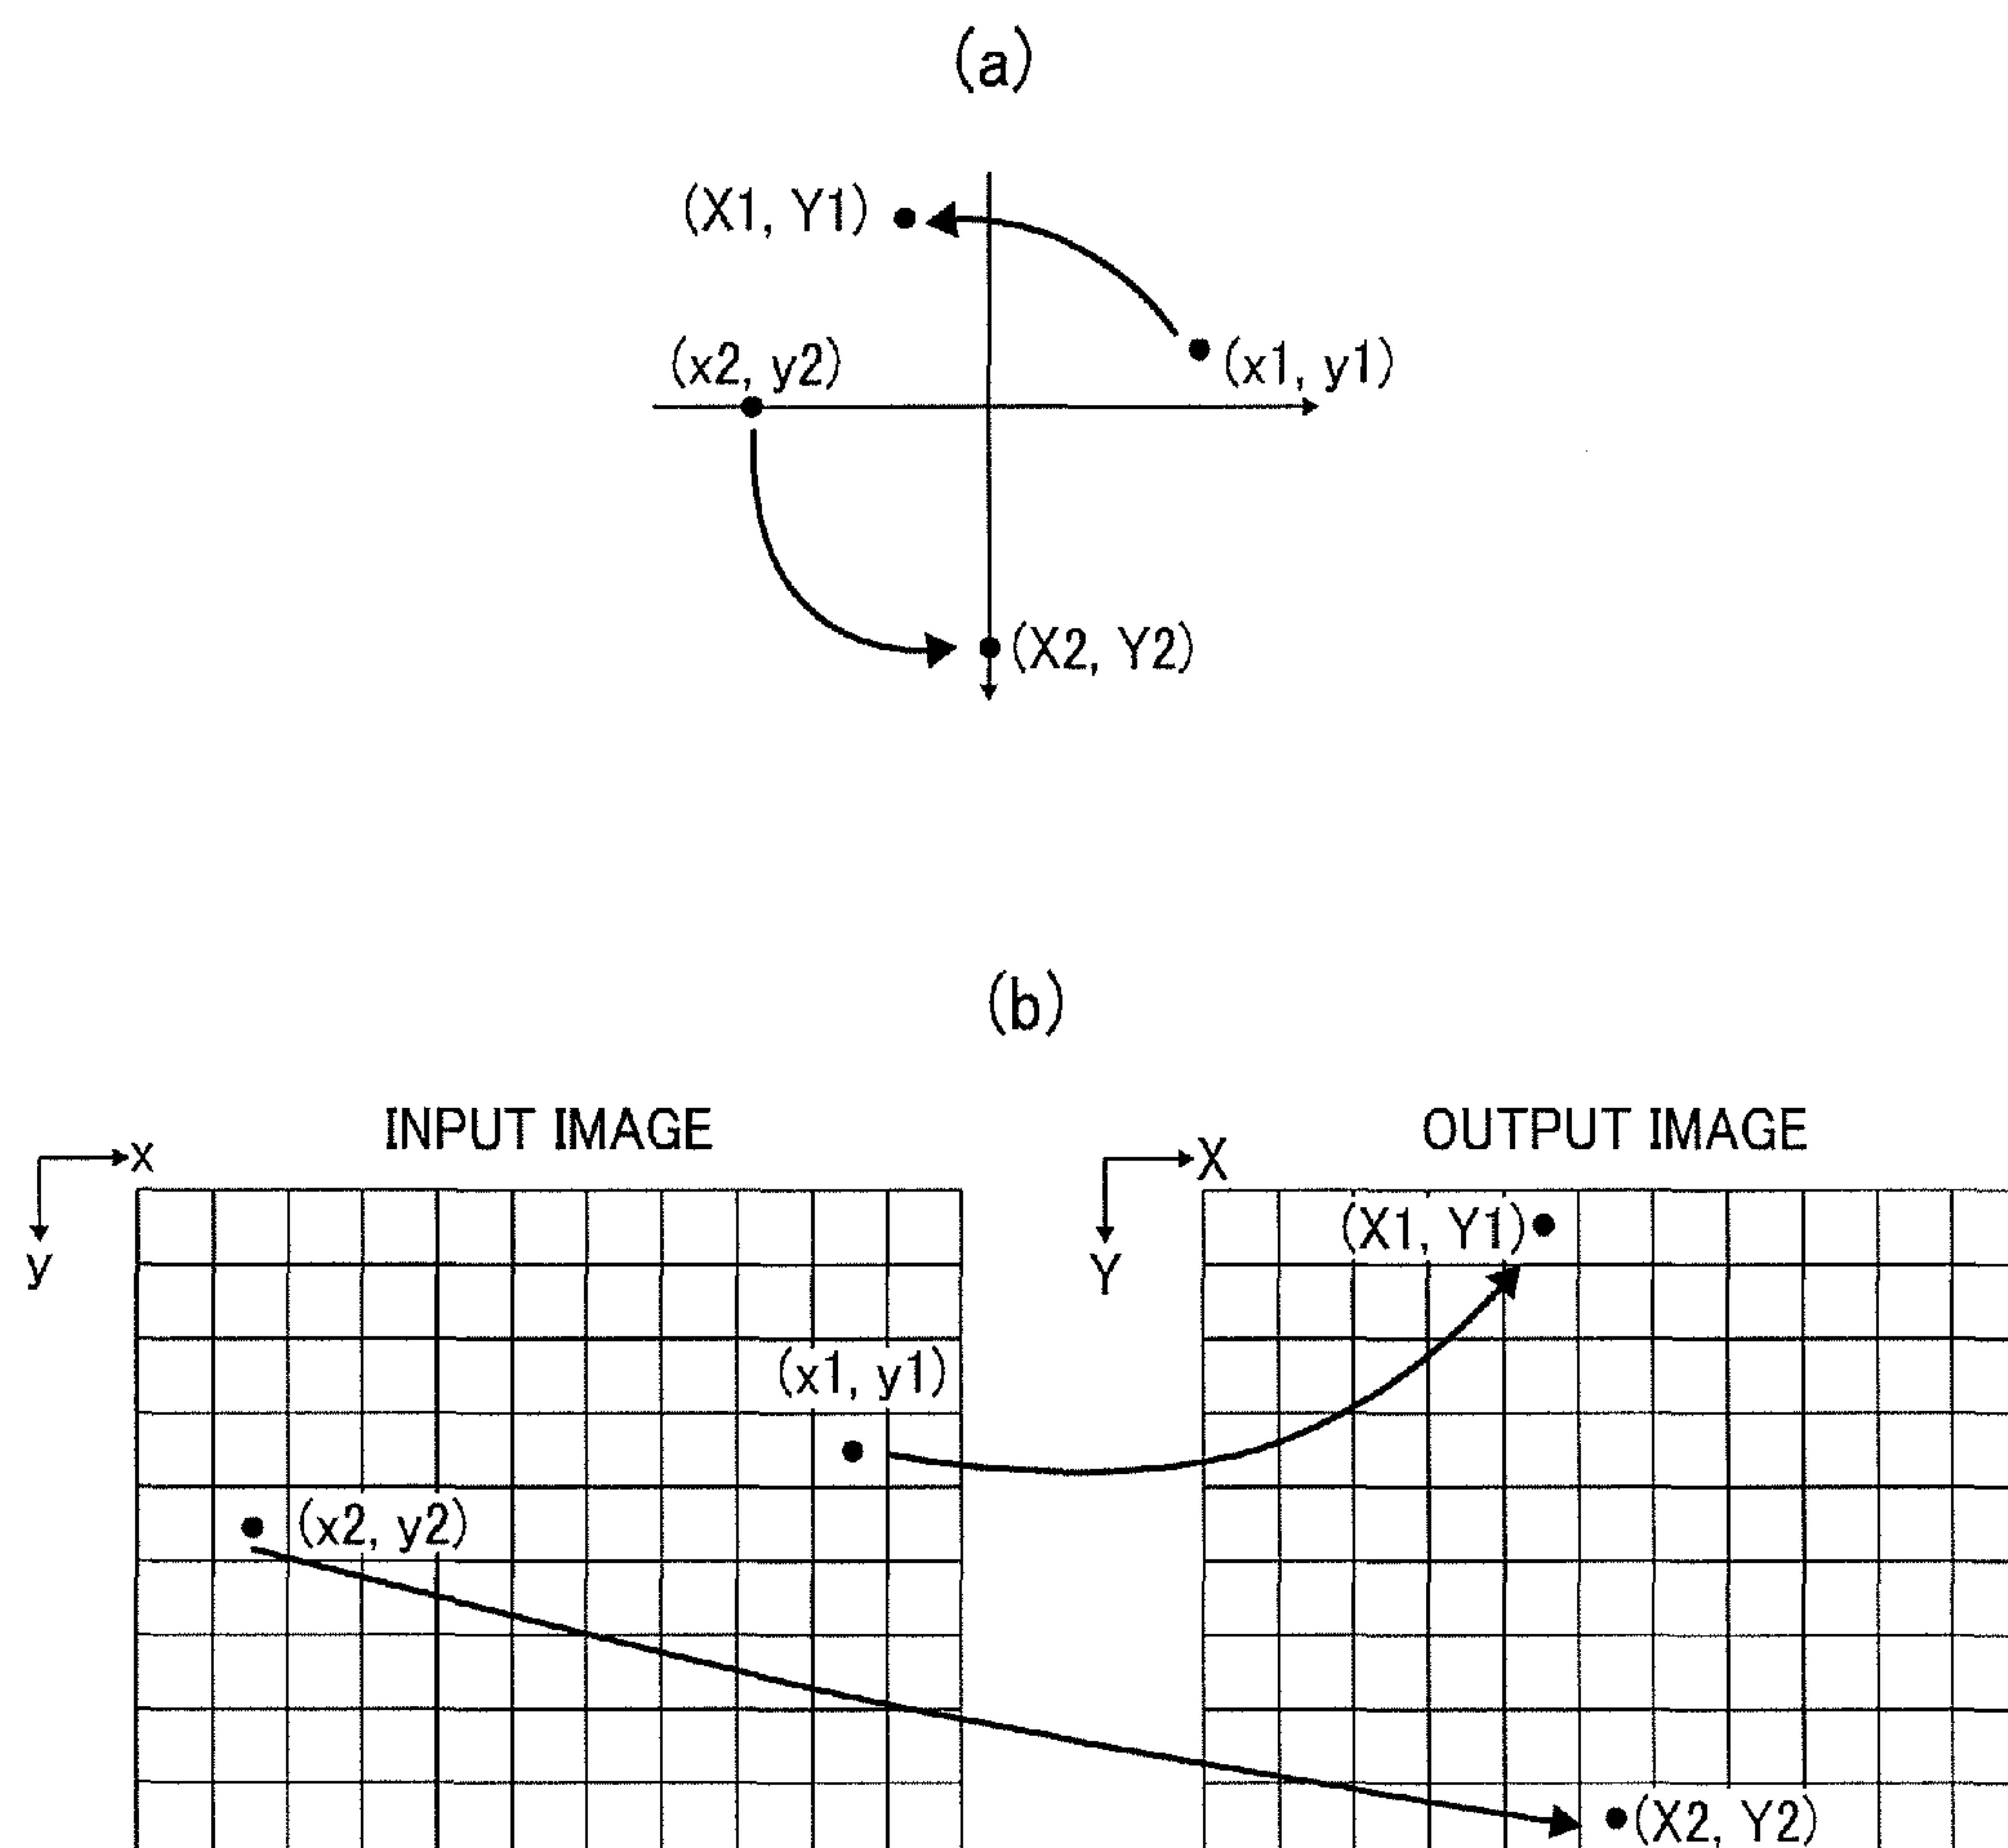 (a)
(X1, Y1)
(x2, y2)
(x1, y1)
(X2, Y2)
(b)
INPUT IMAGE
OUTPUT IMAGE
x
y
X
Y
(X1, Y1)
(x1, y1)
(x2, y2)
(X2, Y2)